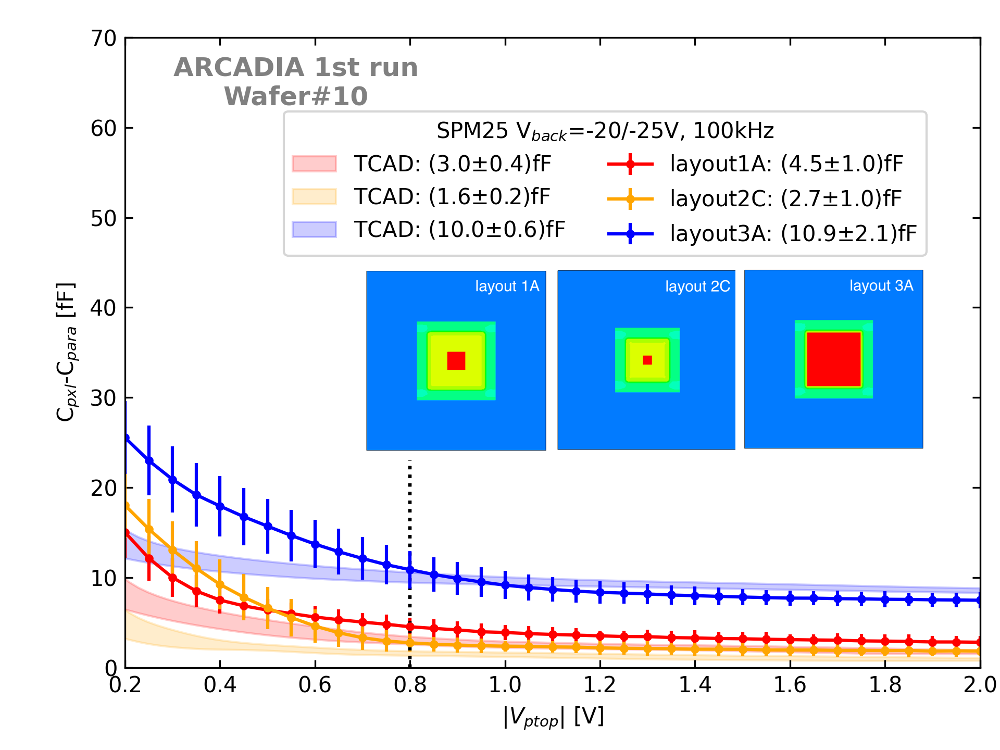 ARCADIA 1st run
Wafer#10
SPM25 V_back=-20/-25V, 100kHz
TCAD: (3.0±0.4)fF
TCAD: (1.6±0.2)fF
TCAD: (10.0±0.6)fF
layout1A: (4.5±1.0)fF
layout2C: (2.7±1.0)fF
layout3A: (10.9±2.1)fF
layout 1A
layout 2C
layout 3A
C_pxl-C_para [fF]
70
60
50
40
30
20
10
0
0.2 0.4 0.6 0.8 1.0 1.2 1.4 1.6 1.8 2.0
|V_ptop| [V]